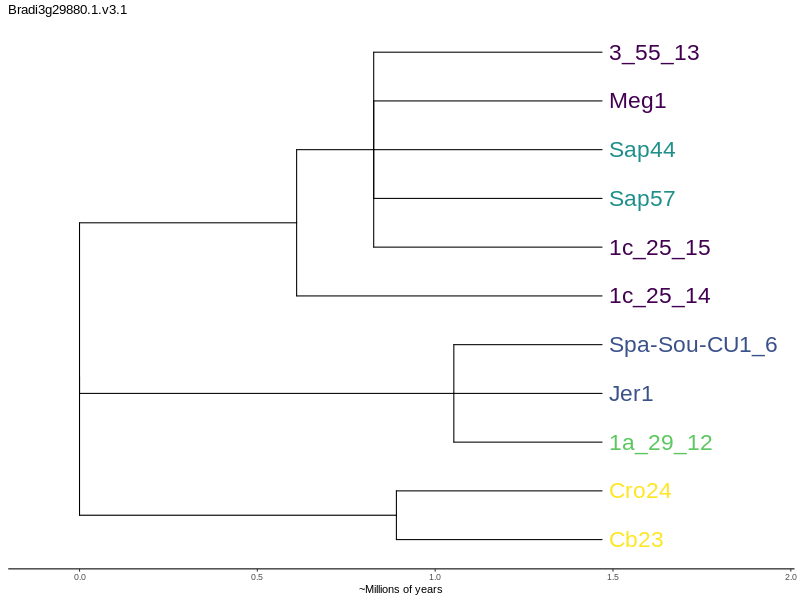 Bradi3g29880.1.v3.1
3_55_13
Meg1
Sap44
Sap57
1c_25_15
1c_25_14
Spa-Sou-CU1_6
Jer1
1a_29_12
Cro24
Cb23
0.0 0.5 1.0 1.5 2.0
~Millions of years